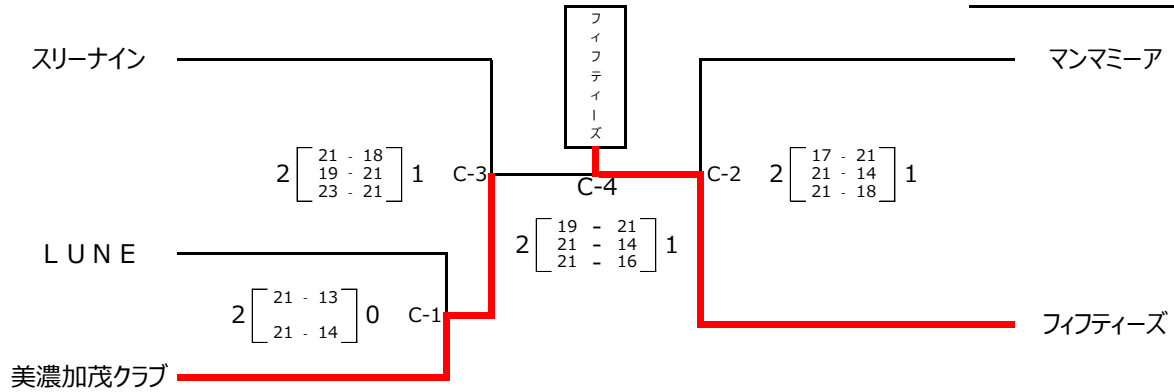 フィフティーズ
スリーナイン
マンマミーア
2 [ 21 - 18 ] 1
19 - 21
23 - 21
C-3
C-4
C-2
2 [ 17 - 21 ] 1
21 - 14
21 - 18
2 [ 19 - 21 ] 1
21 - 14
21 - 16
ＬＵＮＥ
2 [ 21 - 13 ] 0
21 - 14
C-1
フィフティーズ
美濃加茂クラブ